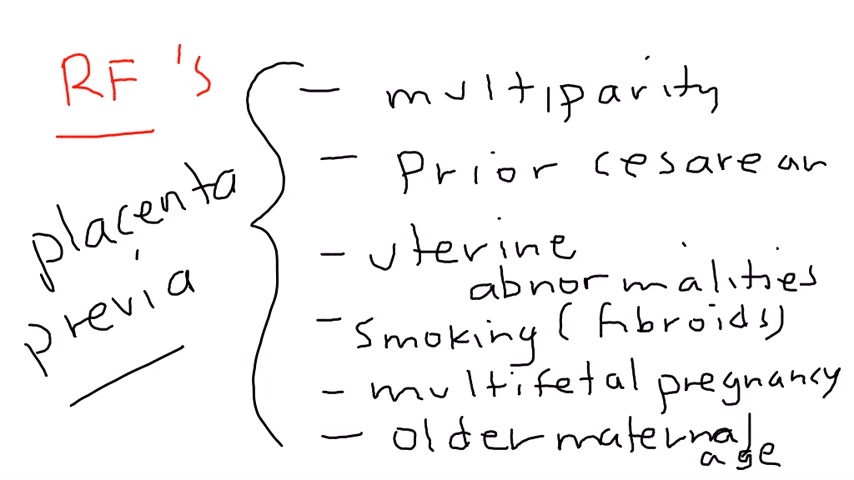 RF's
placenta
previa
- multiparity
- Prior cesarean
- uterine
abnormalities
- smoking (fibroids)
- multifetal pregnancy
- older maternal
age